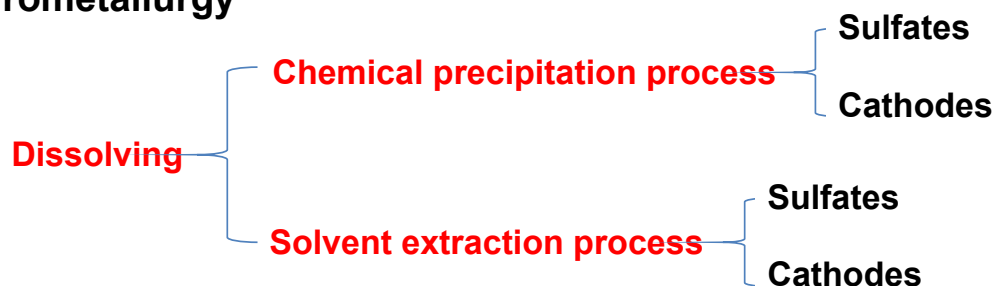 Sulfates
Chemical precipitation process
Cathodes
Dissolving
Sulfates
Solvent extraction process
Cathodes